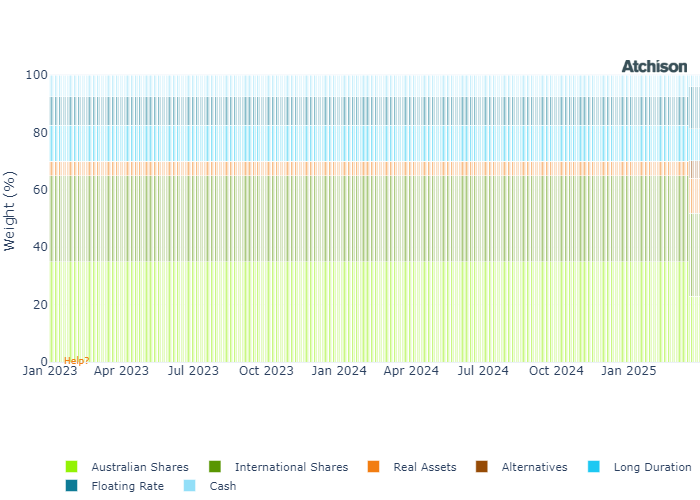 Atchison
100
80
60
40
20
0
Weight (%)
Help?
Jan 2023 Apr 2023 Jul 2023 Oct 2023 Jan 2024 Apr 2024 Jul 2024 Oct 2024 Jan 2025
Australian Shares International Shares Real Assets Alternatives Long Duration
Floating Rate Cash